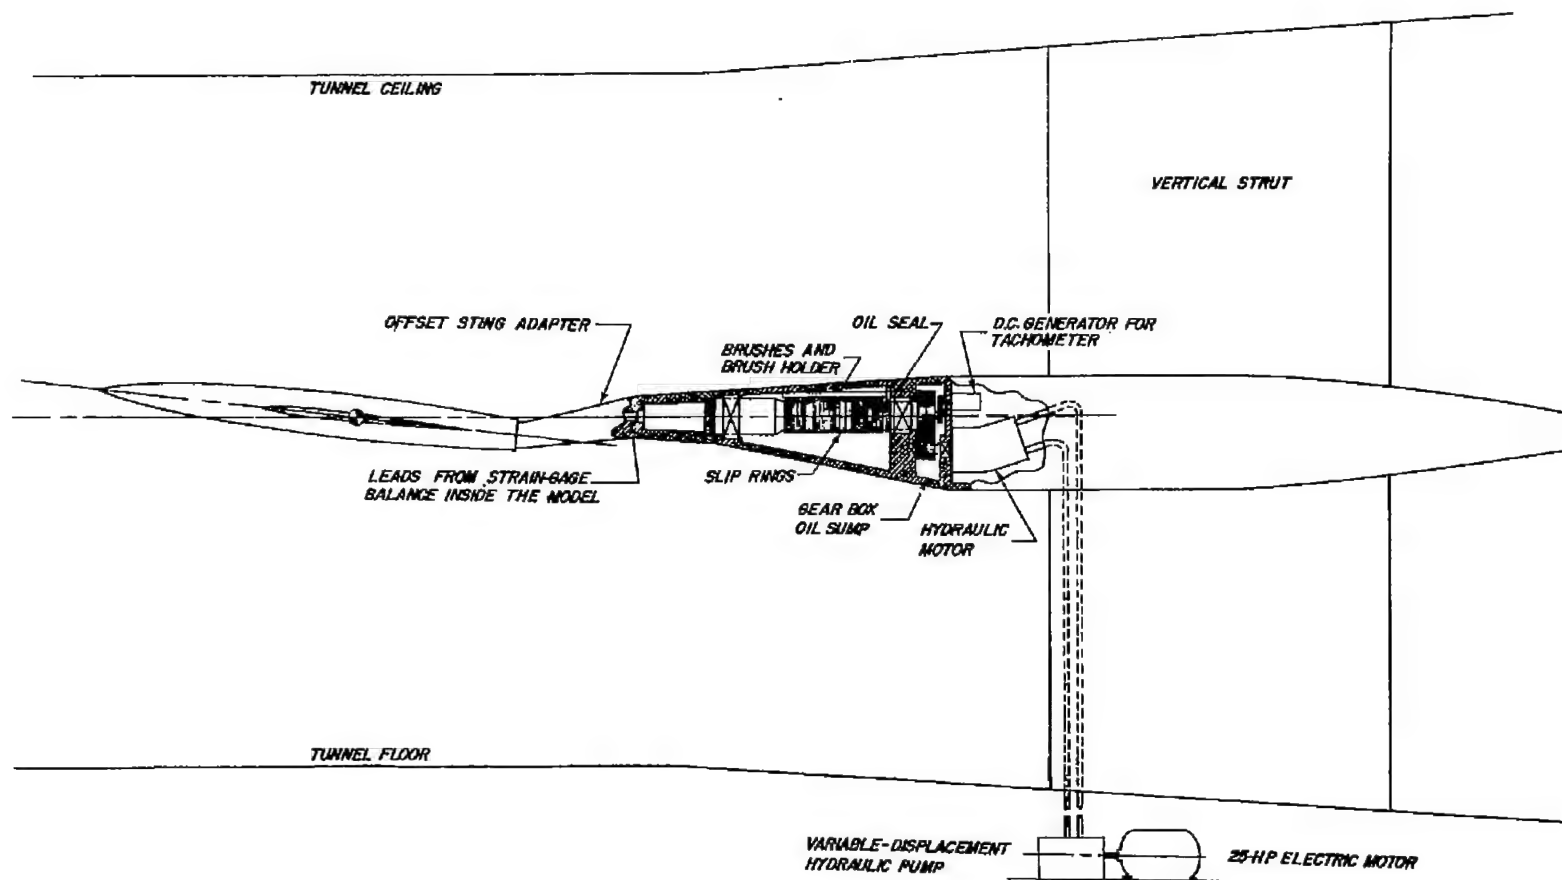 TUNNEL CEILING
VERTICAL STRUT
OFFSET STING ADAPTER
OIL SEAL
D.C. GENERATOR FOR
TACHOMETER
BRUSHES AND
BRUSH HOLDER
LEADS FROM STRAIN-GAGE
BALANCE INSIDE THE MODEL
SLIP RINGS
GEAR BOX
OIL SUMP
HYDRAULIC
MOTOR
TUNNEL FLOOR
VARIABLE-DISPLACEMENT
HYDRAULIC PUMP
25-HP ELECTRIC MOTOR